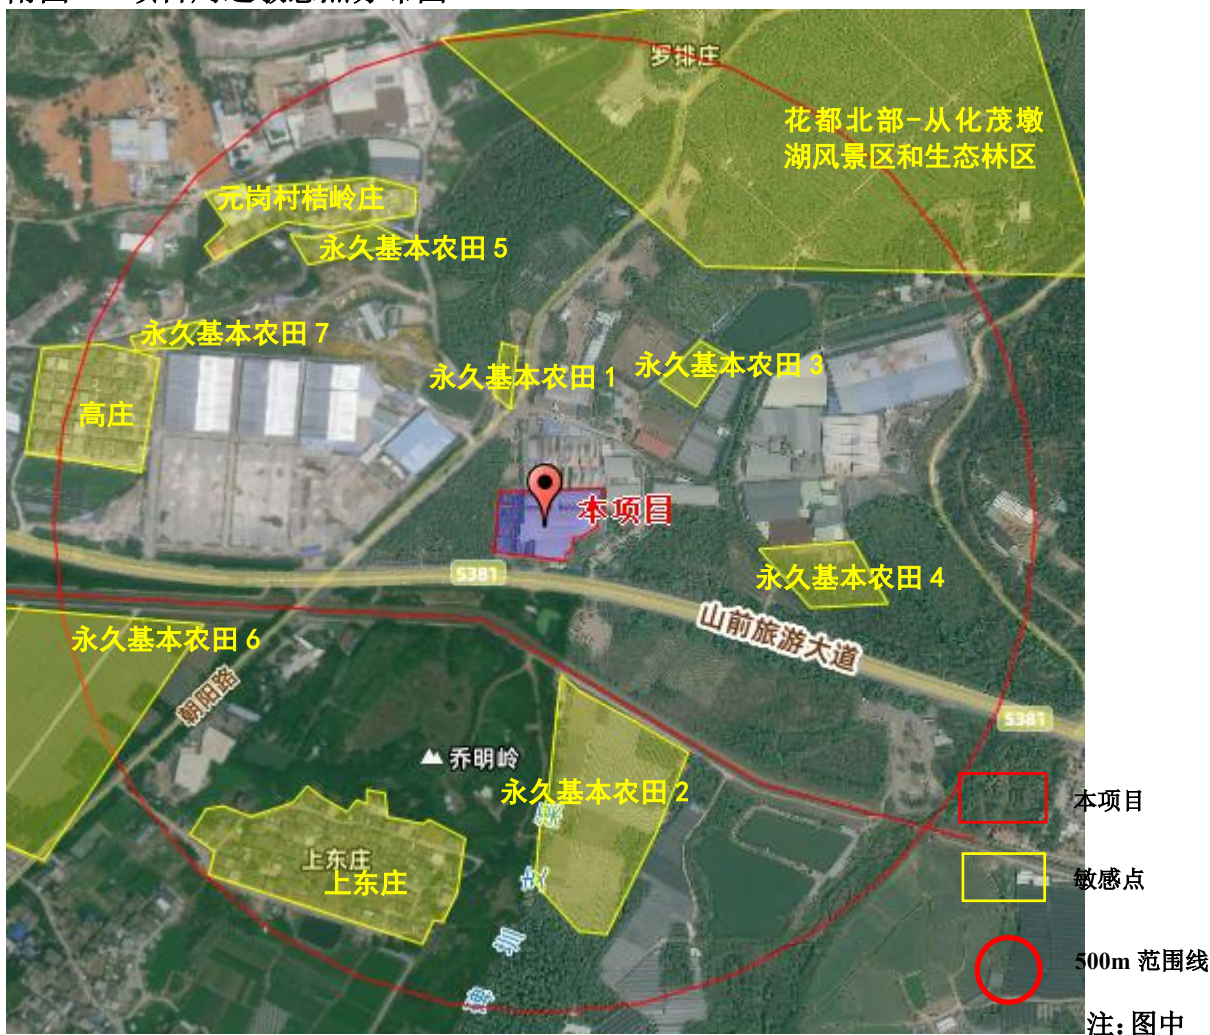 罗排庄
花都北部-从化茂墩
湖风景区和生态林区
元岗村桔岭庄
永久基本农田 5
永久基本农田 7
永久基本农田 1
永久基本农田 3
高庄
本项目
S381
永久基本农田 4
山前旅游大道
永久基本农田 6
朝阳路
S381
乔明岭
永久基本农田 2
本项目
上东庄
上东庄
敏感点
500m 范围线
注：图中